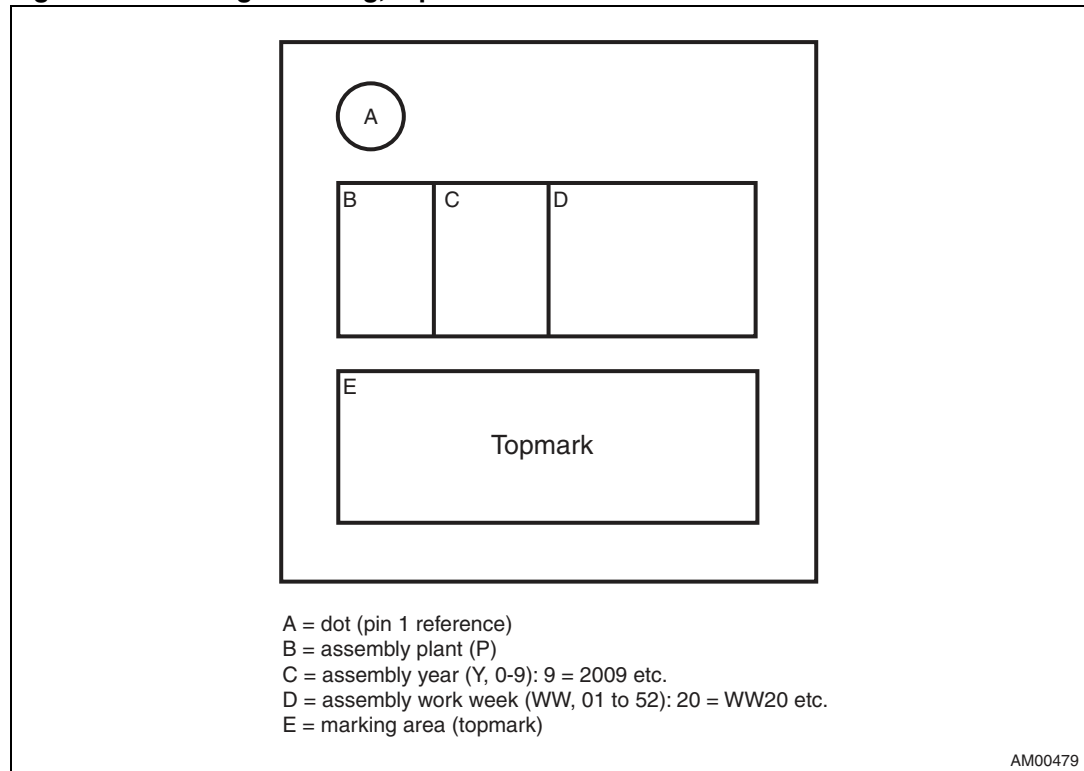 A
B C D
E
Topmark
A = dot (pin 1 reference)
B = assembly plant (P)
C = assembly year (Y, 0-9): 9 = 2009 etc.
D = assembly work week (WW, 01 to 52): 20 = WW20 etc.
E = marking area (topmark)
AM00479